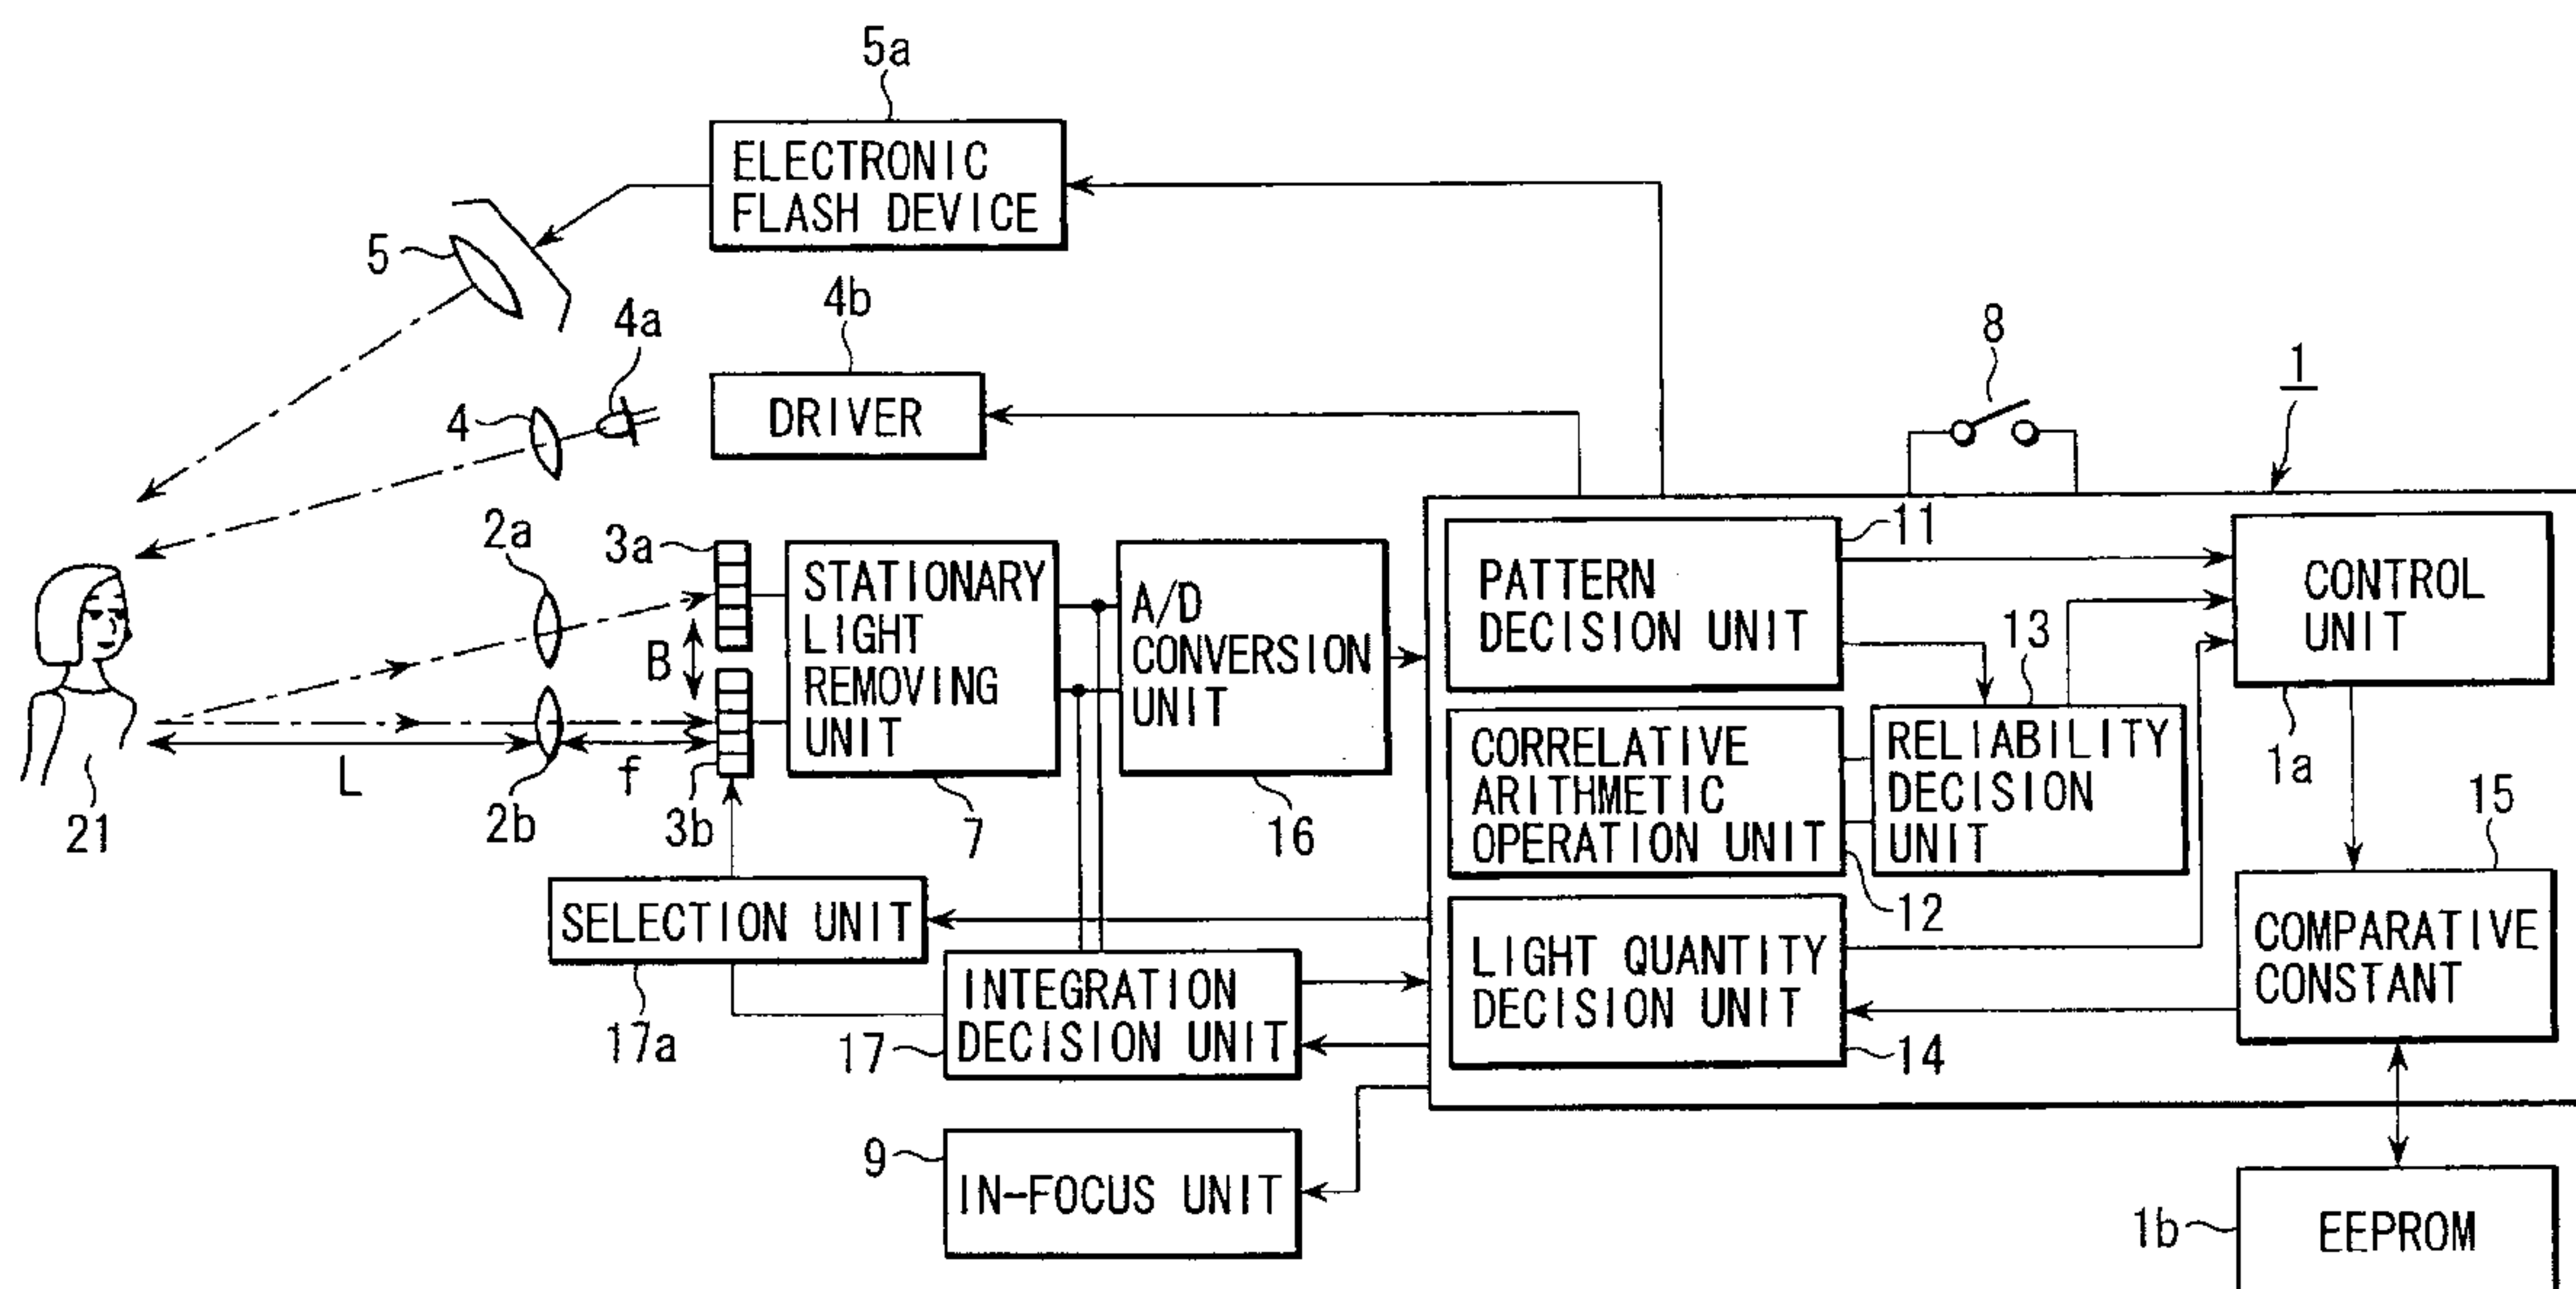 5a
ELECTRONIC
FLASH DEVICE
5
4b
4a
DRIVER
4
8
1
2a
3a
STATIONARY
LIGHT
REMOVING
UNIT
A/D
CONVERSION
UNIT
11
PATTERN
DECISION UNIT
CONTROL
UNIT
13
B
CORRELATIVE
ARITHMETIC
OPERATION UNIT
RELIABILITY
DECISION
UNIT
1a
L
f
21
2b
3b
7
16
15
12
SELECTION UNIT
LIGHT QUANTITY
DECISION UNIT
COMPARATIVE
CONSTANT
17a
17
INTEGRATION
DECISION UNIT
14
9
IN-FOCUS UNIT
1b
EEPROM